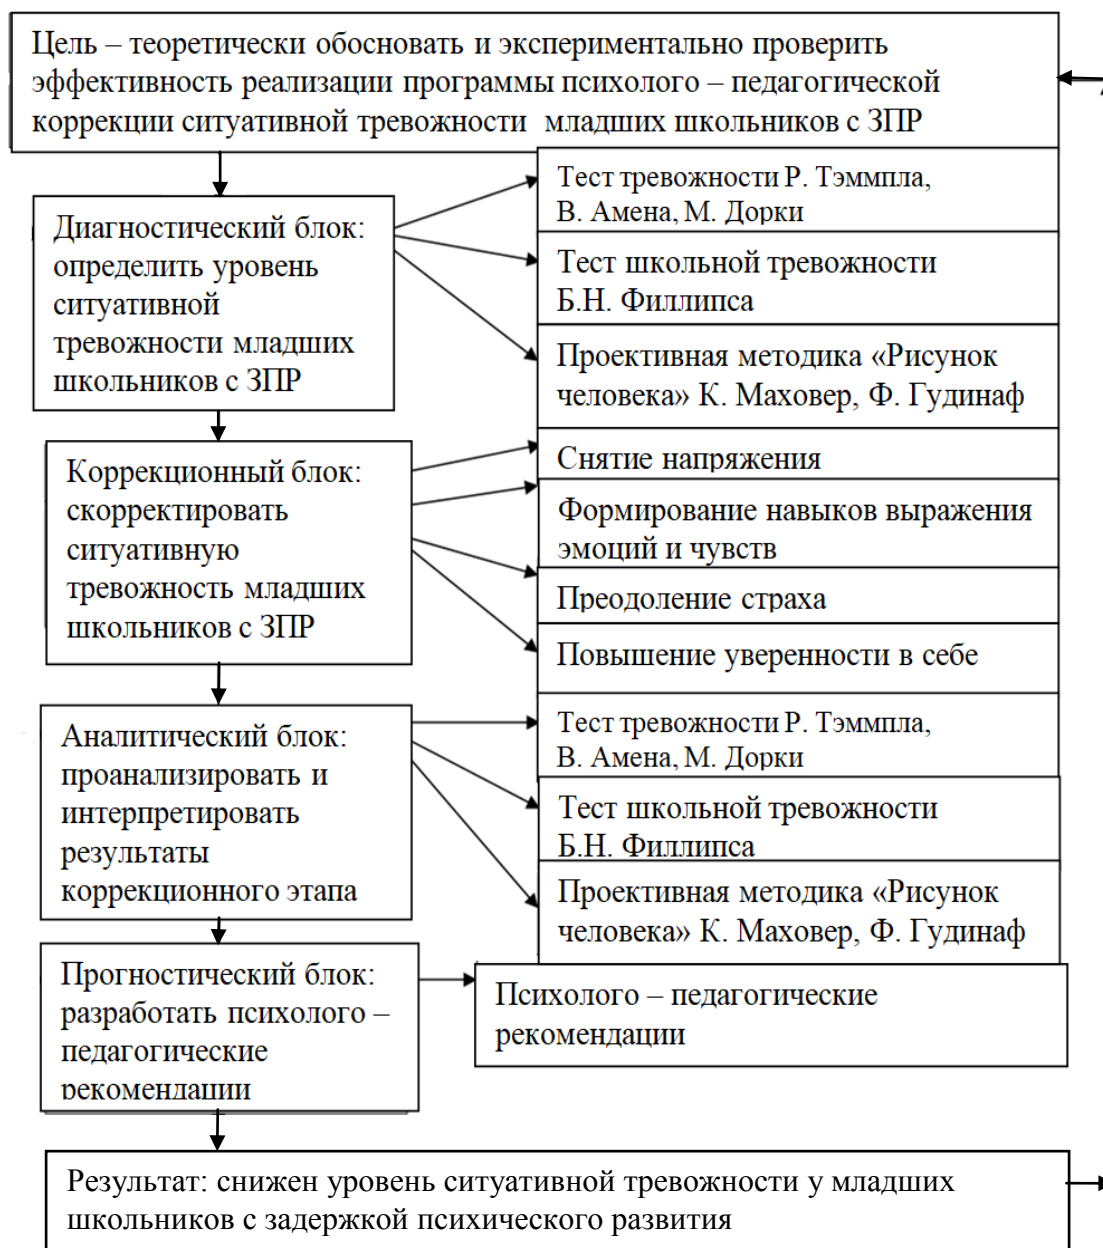 Цель – теоретически обосновать и экспериментально проверить
эффективность реализации программы психолого – педагогической
коррекции ситуативной тревожности младших школьников с ЗПР
Диагностический блок:
определить уровень
ситуативной
тревожности младших
школьников с ЗПР
Тест тревожности Р. Тэммпла,
В. Амена, М. Дорки
Тест школьной тревожности
Б.Н. Филлипса
Проективная методика «Рисунок
человека» К. Маховер, Ф. Гудинаф
Коррекционный блок:
скорректировать
ситуативную
тревожность младших
школьников с ЗПР
Снятие напряжения
Формирование навыков выражения
эмоций и чувств
Преодоление страха
Повышение уверенности в себе
Аналитический блок:
проанализировать и
интерпретировать
результаты
коррекционного этапа
Тест тревожности Р. Тэммпла,
В. Амена, М. Дорки
Тест школьной тревожности
Б.Н. Филлипса
Проективная методика «Рисунок
человека» К. Маховер, Ф. Гудинаф
Прогностический блок:
разработать психолого –
педагогические
рекомендации
Психолого – педагогические
рекомендации
Результат: снижен уровень ситуативной тревожности у младших
школьников с задержкой психического развития